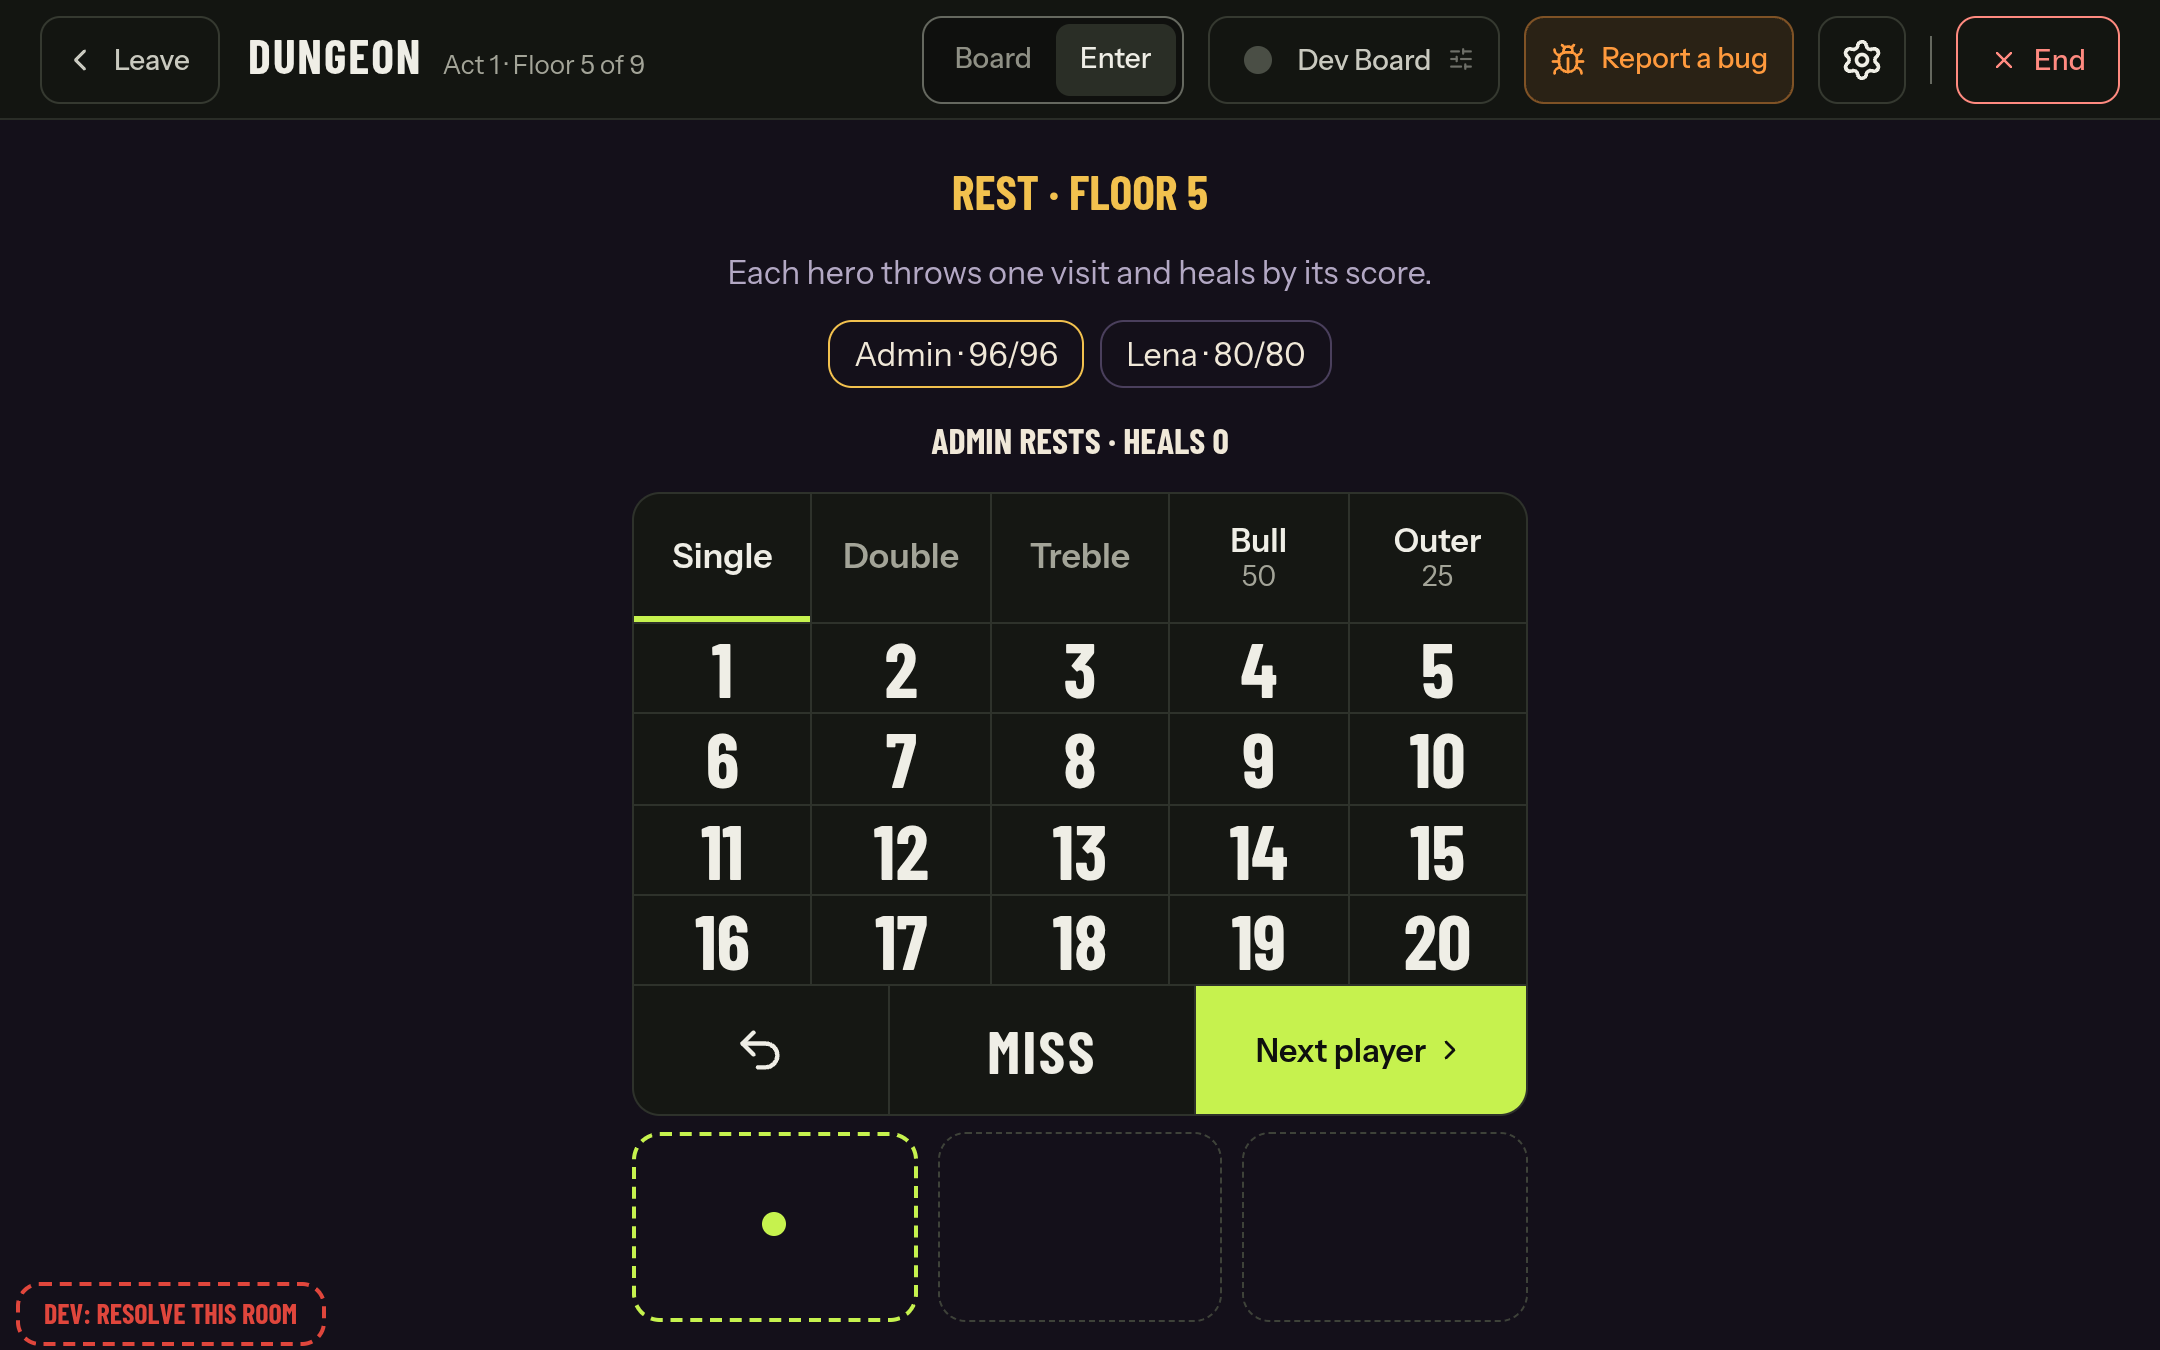 Leave
DUNGEON
Act 1 · Floor 5 of 9
Board
Enter
Dev Board
Report a bug
End
REST · FLOOR 5
Each hero throws one visit and heals by its score.
Admin · 96/96
Lena · 80/80
ADMIN RESTS · HEALS 0
Single
Double
Treble
Bull
50
Outer
25
1 2 3 4 5
6 7 8 9 10
11 12 13 14 15
16 17 18 19 20
MISS
Next player
DEV: RESOLVE THIS ROOM